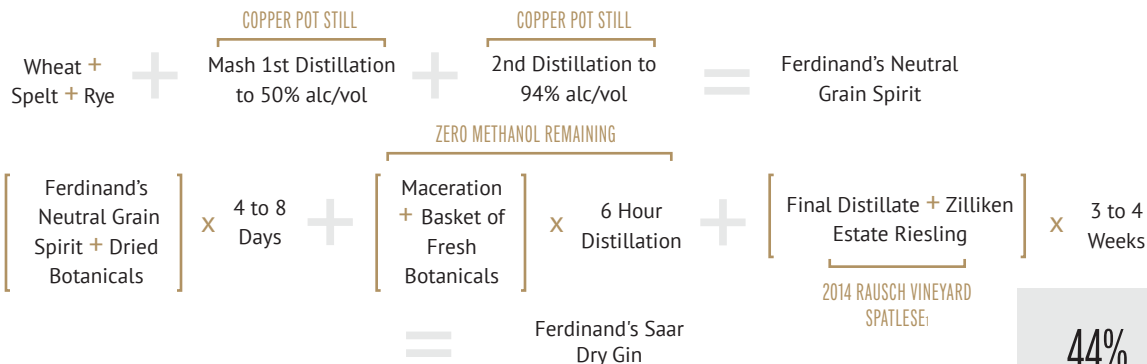 COPPER POT STILL
COPPER POT STILL
Wheat +
Spelt + Rye
+
Mash 1st Distillation
to 50% alc/vol
+
2nd Distillation to
94% alc/vol
=
Ferdinand's Neutral
Grain Spirit
ZERO METHANOL REMAINING
Ferdinand's
Neutral Grain
Spirit + Dried
Botanicals
x
4 to 8
Days
+
Maceration
+ Basket of
Fresh
Botanicals
x
6 Hour
Distillation
+
Final Distillate + Zilliken
Estate Riesling
x
3 to 4
Weeks
2014 RAUSCH VINEYARD
SPATLESE1
=
Ferdinand's Saar
Dry Gin
44%